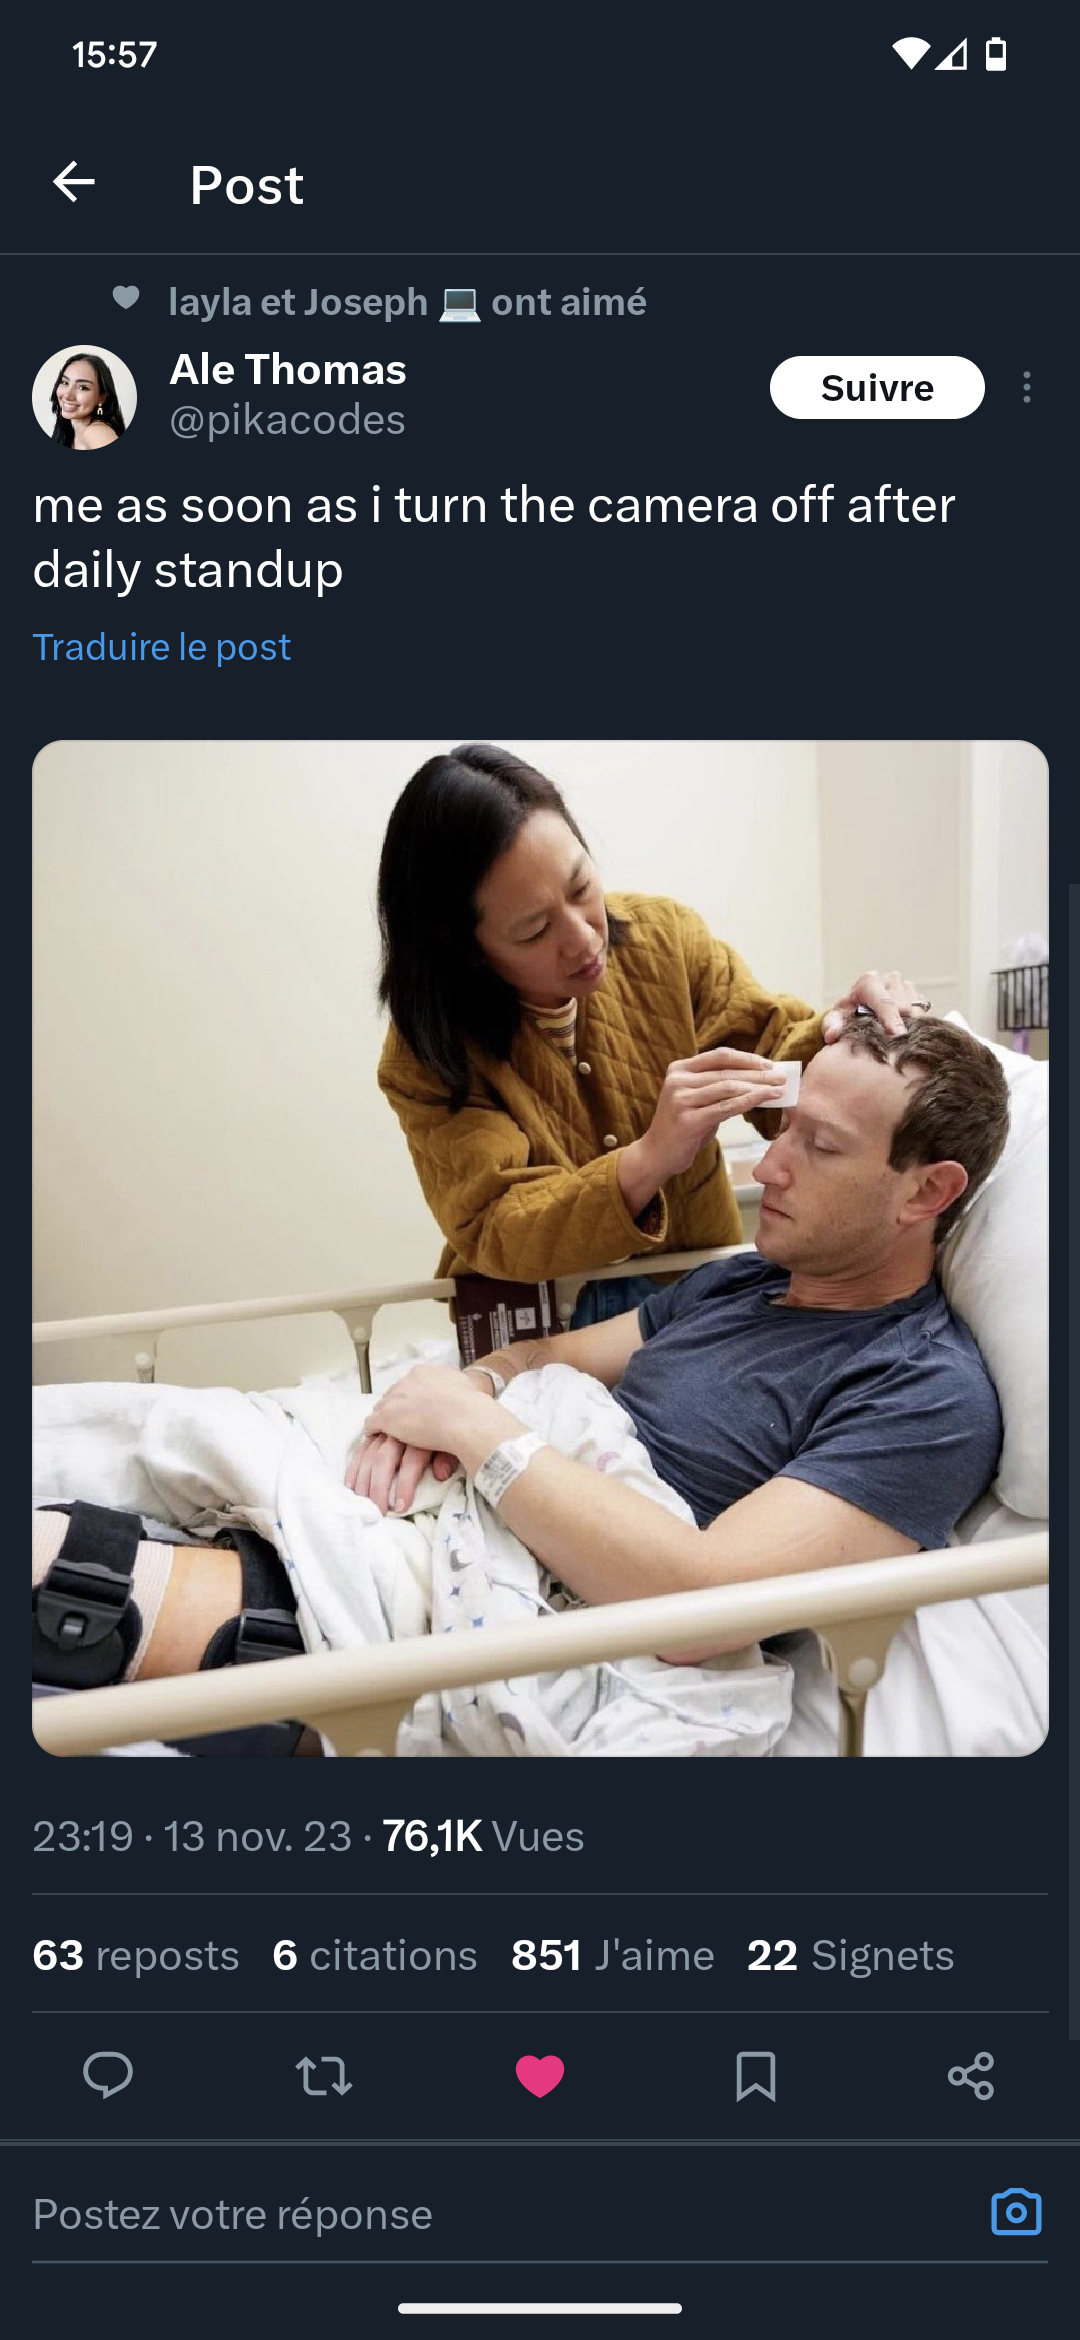 15:57
Post
layla et Joseph 💻 ont aimé
Ale Thomas
@pikacodes
Suivre
me as soon as i turn the camera off after
daily standup
Traduire le post
23:19 · 13 nov. 23 · 76,1K Vues
63 reposts 6 citations 851 J'aime 22 Signets
Postez votre réponse